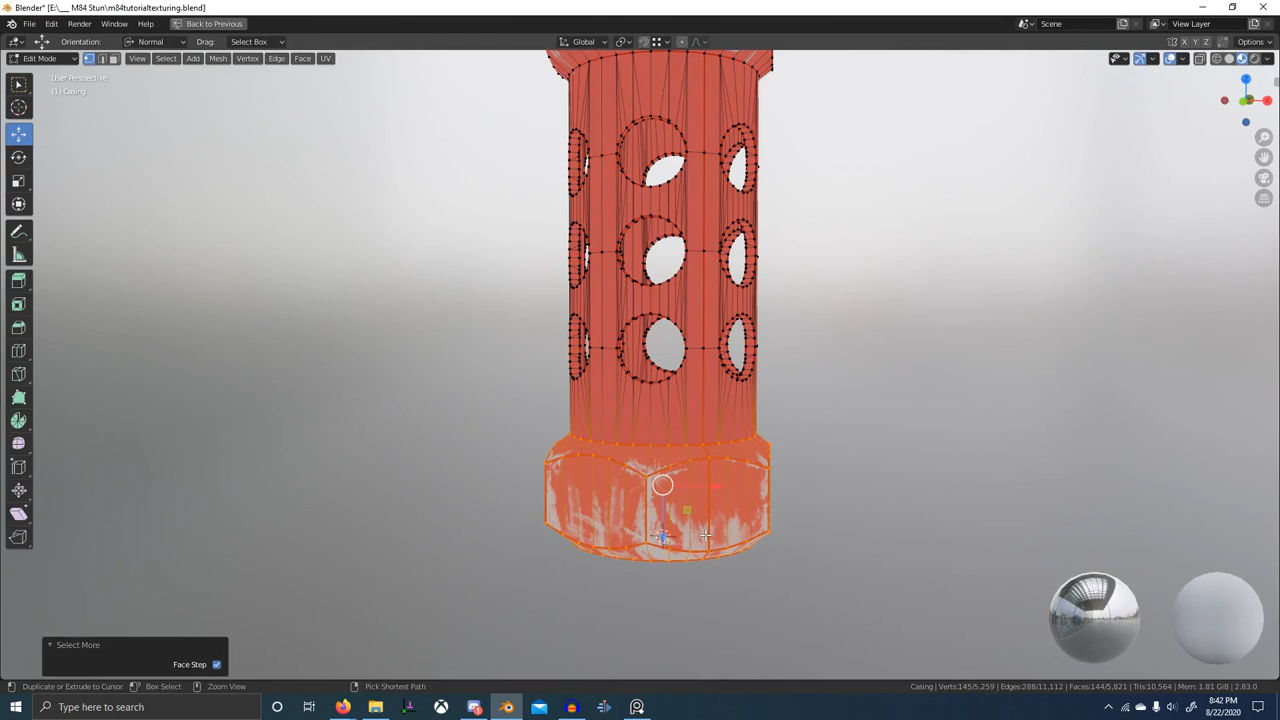 Blender* [E:\___ M84 Stun\m84tutorialtexturing.blend]
File Edit Render Window Help Back to Previous Scene View Layer
Orientation: Normal Drag: Select Box Global X Y Z Options
Edit Mode View Select Add Mesh Vertex Edge Face UV
User Perspective
(1) Casing
Z
X
Select More
Face Step
Duplicate or Extrude to Cursor Box Select Zoom View Pick Shortest Path Casing | Verts:145/5,259 | Edges:288/11,112 | Faces:144/5,821 | Tris:10,564 | Mem: 1.81 GiB | 2.83.0
Type here to search
8:42 PM
8/22/2020